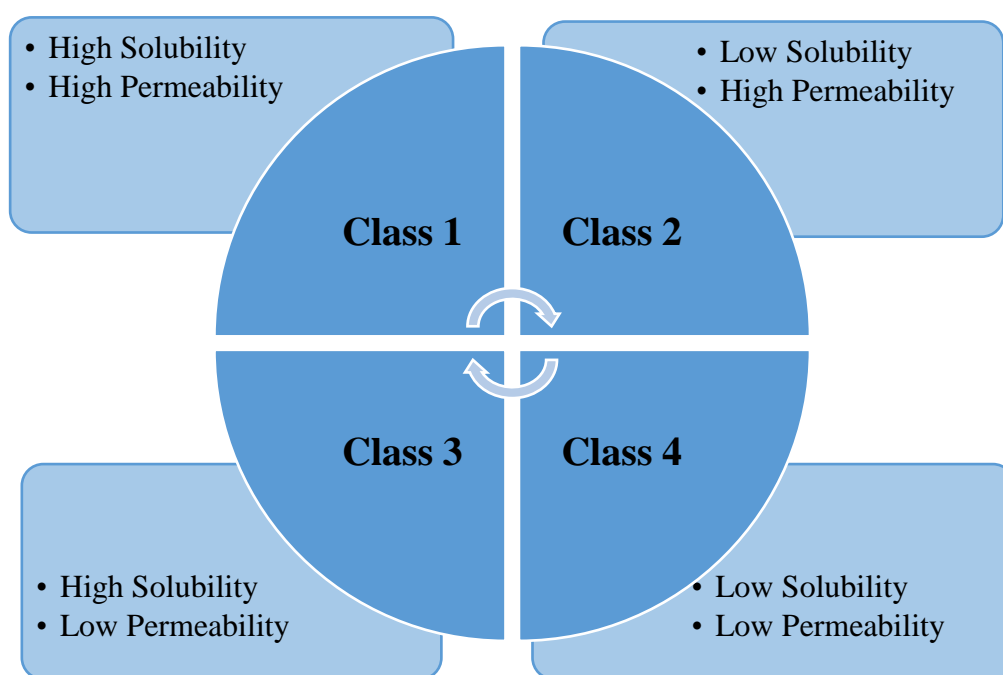 • High Solubility
• High Permeability
• Low Solubility
• High Permeability
Class 1
Class 2
Class 3
Class 4
• High Solubility
• Low Permeability
• Low Solubility
• Low Permeability